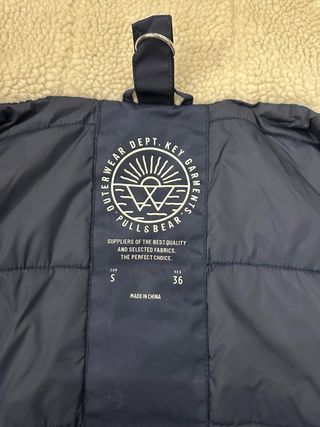 OUTERWEAR DEPT. KEY GARMENTS.
·PULL&BEAR·
SUPPLIERS OF THE BEST QUALITY
AND SELECTED FABRICS.
THE PERFECT CHOICE.
EUR MEX
S 36
MADE IN CHINA